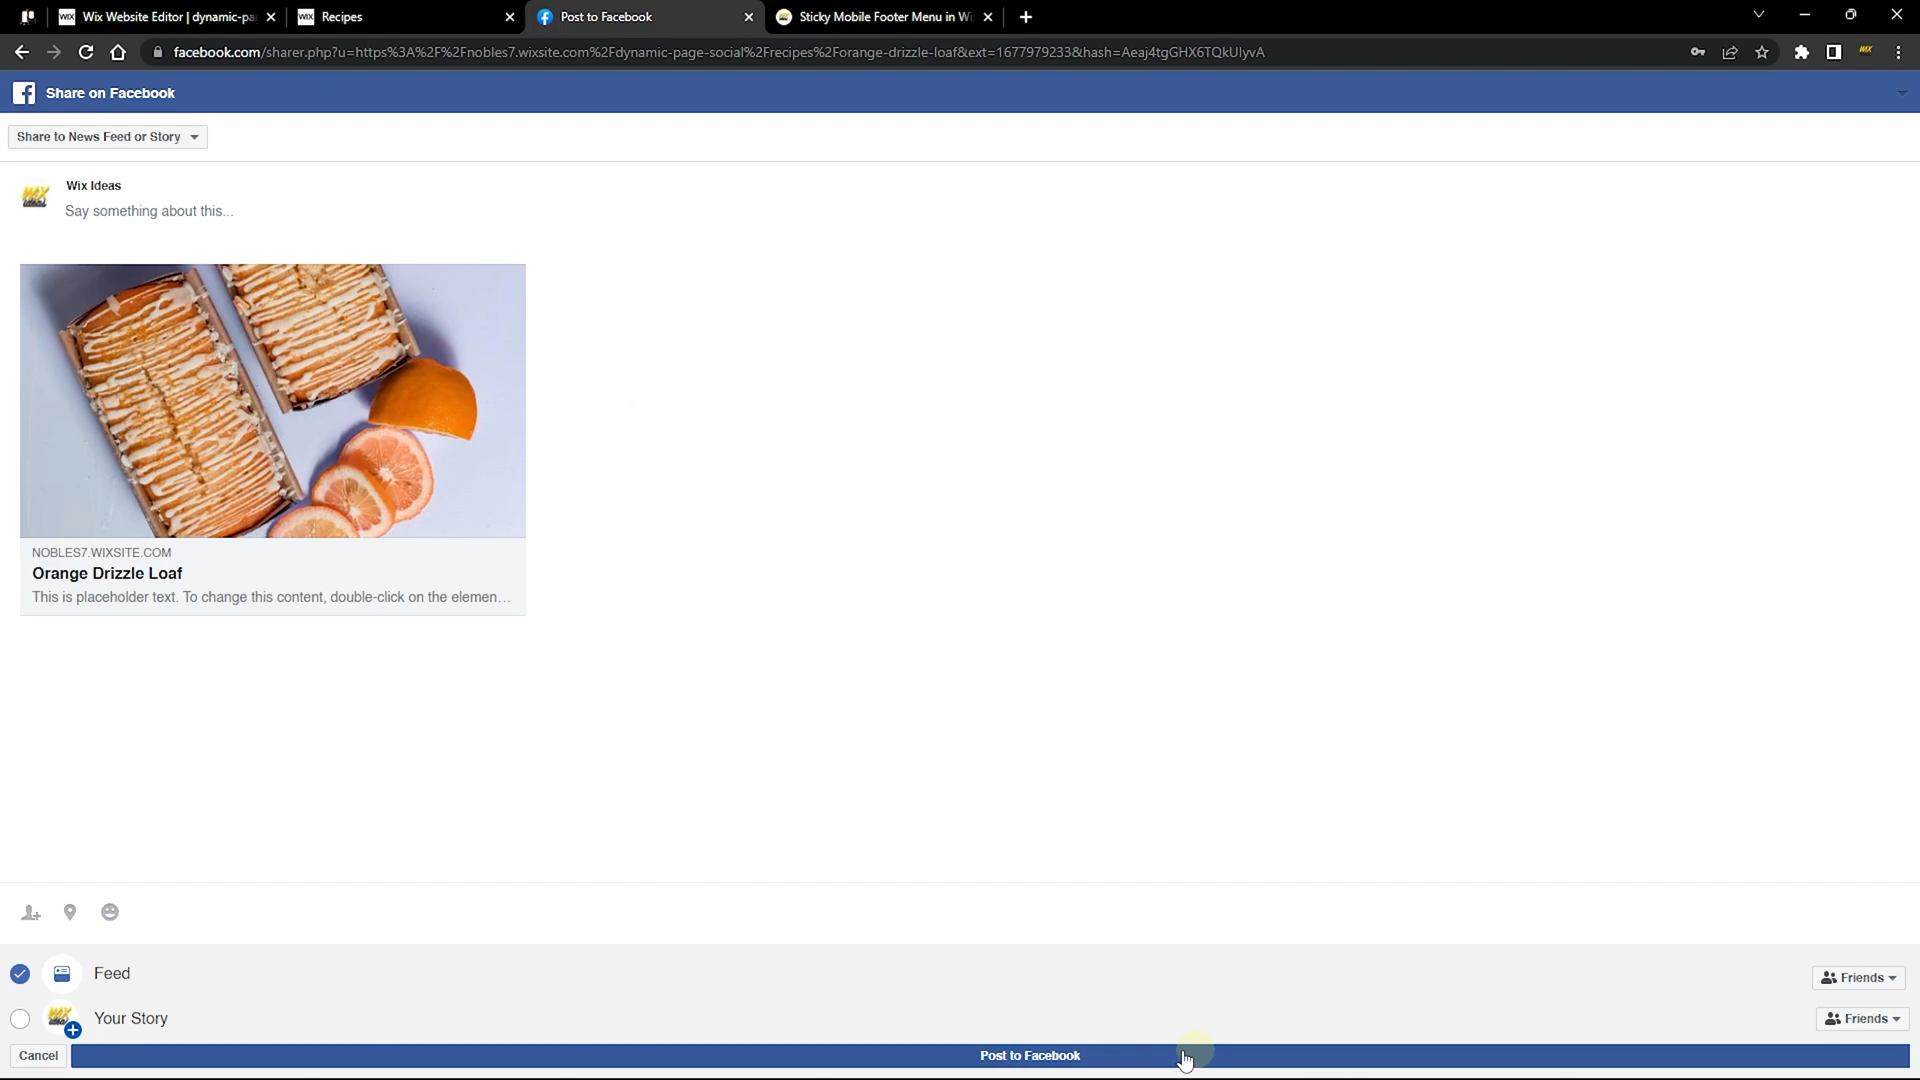 Wix Website Editor | dynamic-pa
Recipes
Post to Facebook
Sticky Mobile Footer Menu in Wi
facebook.com/sharer.php?u=https%3A%2F%2Fnobles7.wixsite.com%2Fdynamic-page-social%2Frecipes%2Forange-drizzle-loaf&ext=1677979233&hash=Aeaj4tgGHX6TQkUlyvA
Share on Facebook
Share to News Feed or Story
Wix Ideas
Say something about this...
NOBLES7.WIXSITE.COM
Orange Drizzle Loaf
This is placeholder text. To change this content, double-click on the elemen...
Feed
Friends
Your Story
Friends
Cancel
Post to Facebook